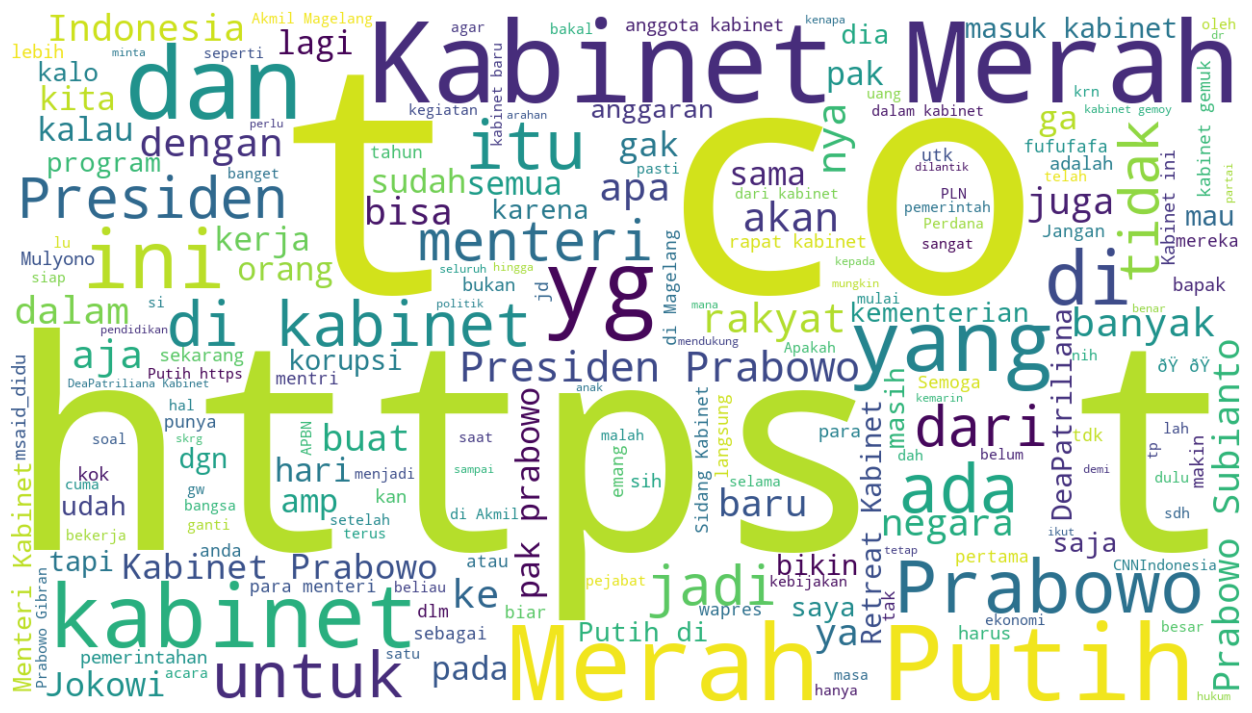 Indonesia
Akmil Magelang
agar
Kabinet Merah
bakal
anggota kabinet
kenapa
dia
masuk kabinet
oleh
dr
lebih
minta
seperti
lagi
dan
t co
kabinet baru
kegiatan
arahan
anggaran
pak
uang
dalam kabinet
krn
kabinet gemoy
kabinet gemuk
kalo
kita
kalau
dengan
perlu
program
banget
itu
gak
nya
ga
fufufafa
utk
dilantik
adalah
telah
tidak
Kabinet ini
partai
tahun
sudah
semua
pasti
apa
sama
dari kabinet
PLN
pemerintah
Perdana
sangat
juga
Jangan
mau
mereka
Presiden
bisa
karena
akan
rapat kabinet
lu
Mulyono
siap
ini
kerja
orang
menteri
di Magelang
kepada
seluruh
hingga
bukan
jd
yg
mungkin
di
bapak
dalam
si
di kabinet
politik
mana
rakyat
mulai
kementerian
banyak
benar
pendidikan
mendukung
yang
aja
sekarang
Putih https
korupsi
Presiden Prabowo
Apakah
nih
ðŸ ðŸ
DeaPatriliana Kabinet
mentri
anak
masih
Semoga
kemarin
DeaPatriliana
Prabowo Subianto
msaid_didu
hal
punya
https t
soal
skrg
dgn
APBN
buat
saat
malah
emang
sih
langsung
para
dari
tdk
tp
lah
makin
kok
cuma
udah
gw
bangsa
hari
menjadi
sampai
Sidang Kabinet
dah
belum
demi
dulu
Menteri Kabinet
ganti
amp
kan
pak prabowo
selama
baru
ada
sdh
bekerja
setelah
terus
di Akmil
negara
ikut
saja
tapi
anda
Kabinet Prabowo
atau
bikin
Retreat Kabinet
tetap
pertama
CNNIndonesia
Prabowo Gibran
para menteri
beliau
ke
pejabat
jadi
kebijakan
tak
Prabowo
kabinet
dlm
biar
wapres
saya
ekonomi
besar
pemerintahan
sebagai
Putih di
ya
harus
Jokowi
acara
untuk
satu
pada
Merah Putih
masa
hanya
hukum